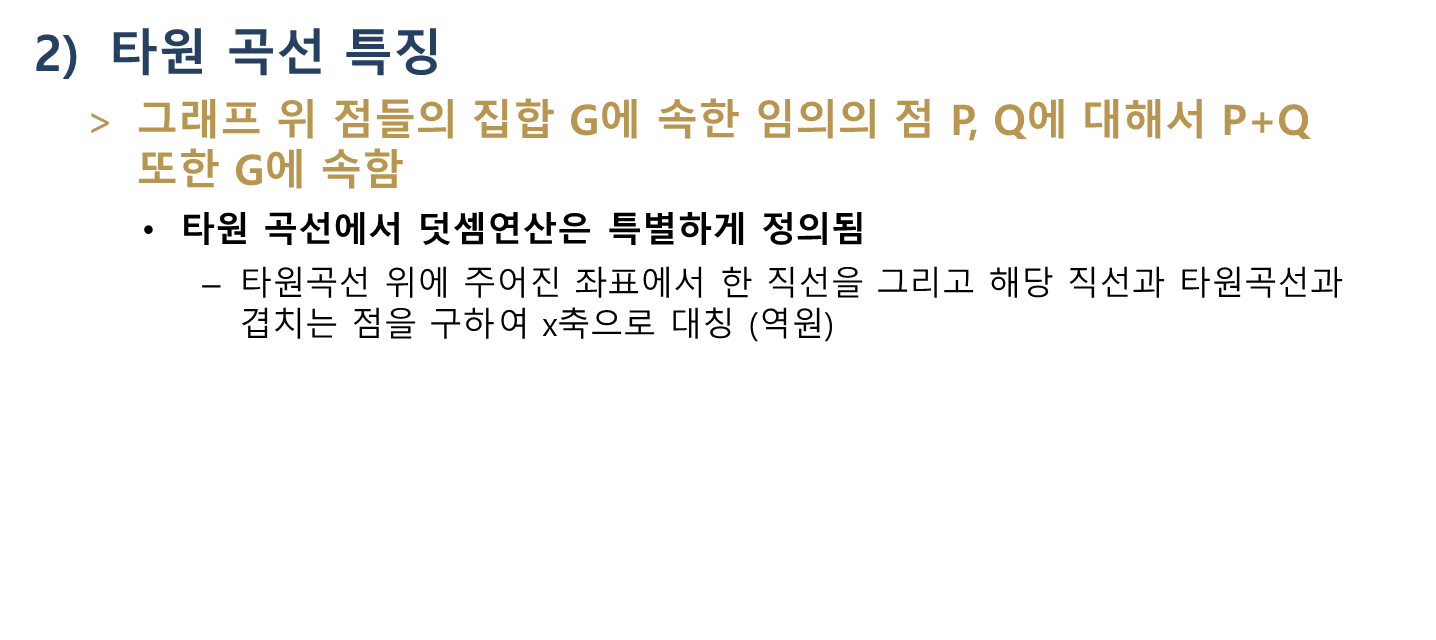 2) 타원 곡선 특징
> 그래프 위 점들의 집합 G에 속한 임의의 점 P, Q에 대해서 P+Q
또한 G에 속함
• 타원 곡선에서 덧셈연산은 특별하게 정의됨
– 타원곡선 위에 주어진 좌표에서 한 직선을 그리고 해당 직선과 타원곡선과
겹치는 점을 구하여 x축으로 대칭 (역원)